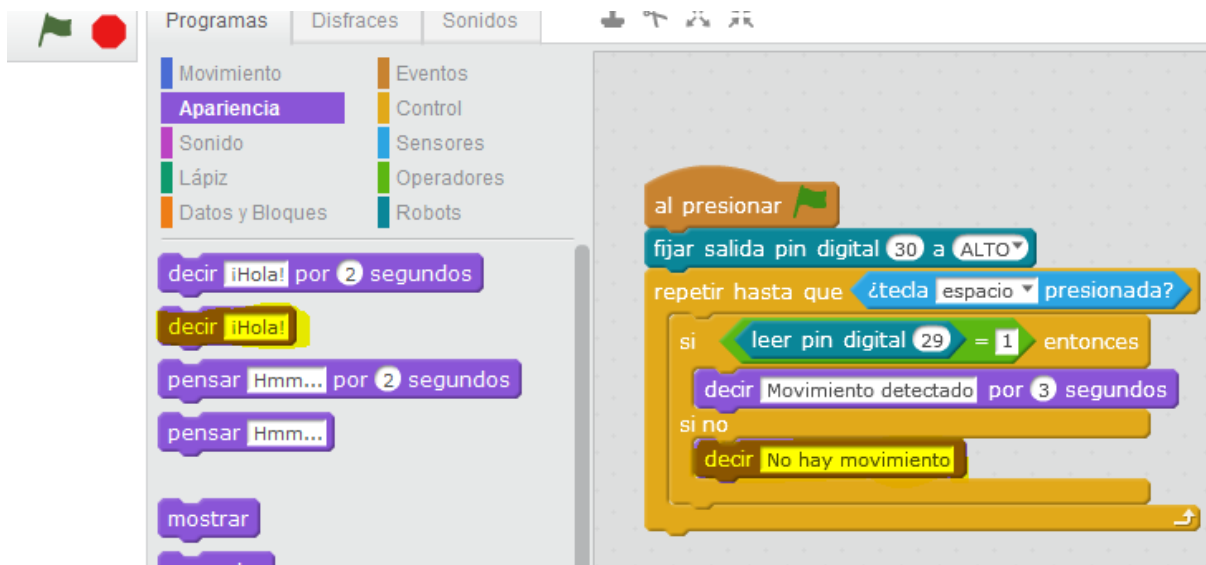 Programas Disfraces Sonidos
Movimiento Eventos
Apariencia Control
Sonido Sensores
Lápiz Operadores
Datos y Bloques Robots
decir ¡Hola! por 2 segundos
decir ¡Hola!
pensar Hmm... por 2 segundos
pensar Hmm...
mostrar
al presionar
fijar salida pin digital 30 a ALTO
repetir hasta que ¿tecla espacio presionada?
si leer pin digital 29 = 1 entonces
decir Movimiento detectado por 3 segundos
si no
decir No hay movimiento